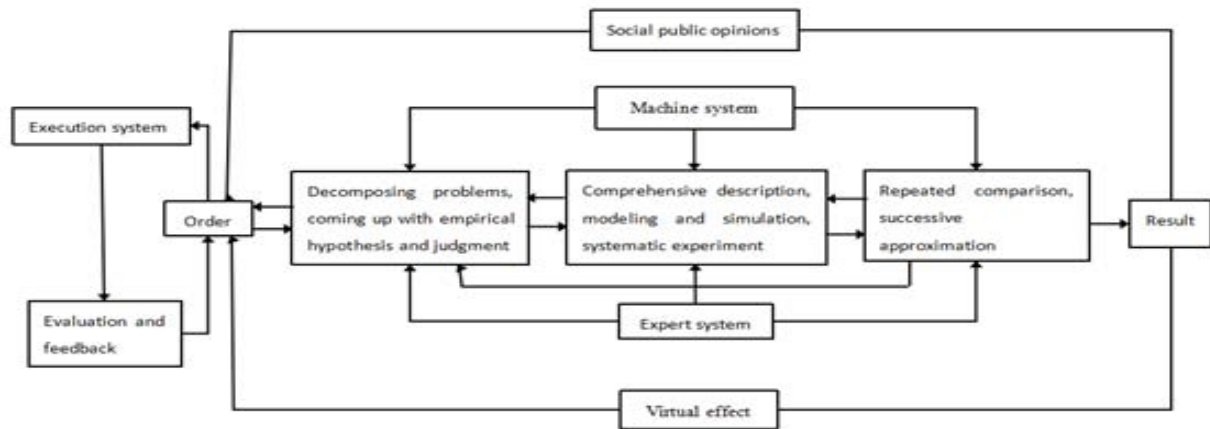 Social public opinions
Machine system
Execution system
Decomposing problems,
coming up with empirical
hypothesis and judgment
Comprehensive description,
modeling and simulation,
systematic experiment
Repeated comparison,
successive
approximation
Order
Result
Evaluation and
feedback
Expert system
Virtual effect